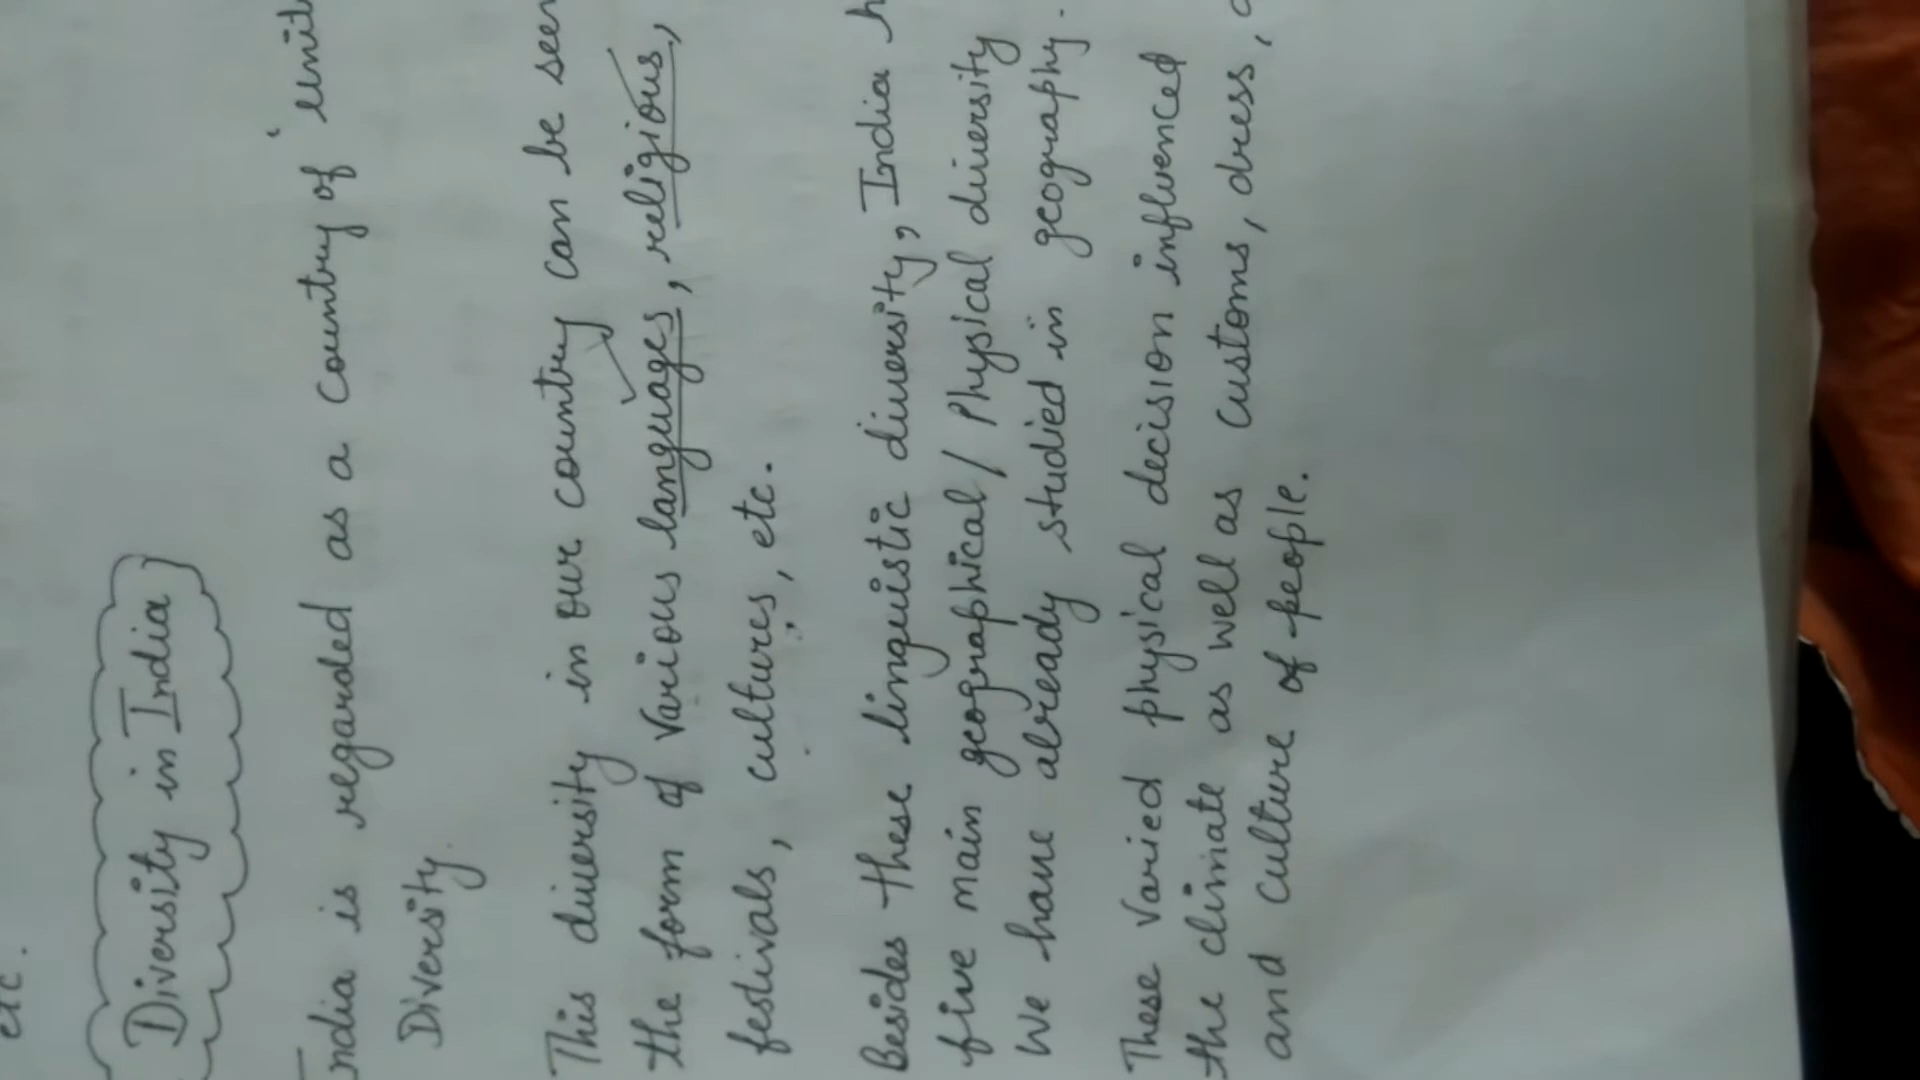 etc.
Diversity in India
India is regarded as a country of 'unit
Diversity
This diversity in our country can be seen
the form of various languages, religious,
festivals, cultures, etc.
Besides these linguistic diversity, India h
five main geographical/Physical diversity
We have already studied in geography.
These varied physical decision influenced
the climate as well as customs, dress,
and culture of people.